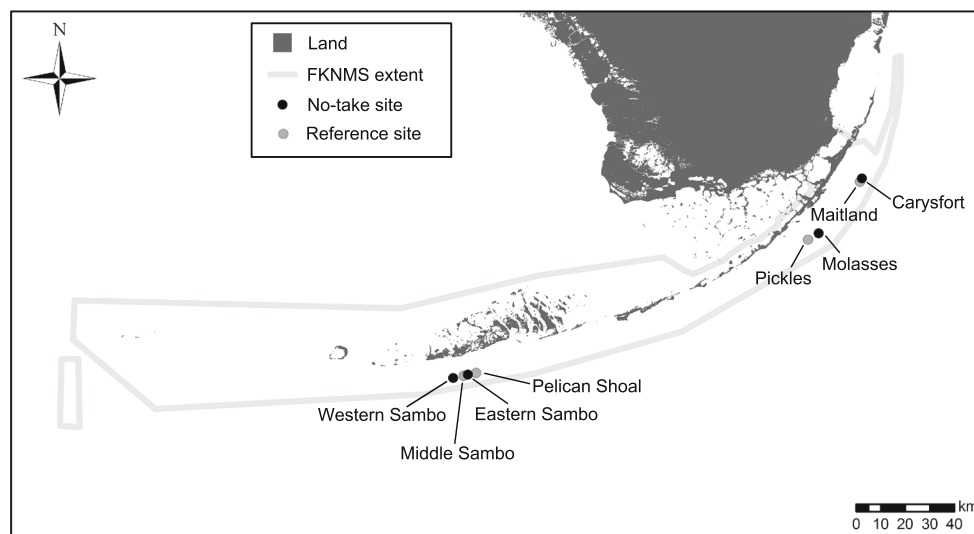 N
Land
FKNMS extent
No-take site
Reference site
Maitland
Carysfort
Pickles
Molasses
Pelican Shoal
Western Sambo
Eastern Sambo
Middle Sambo
km
0 10 20 30 40